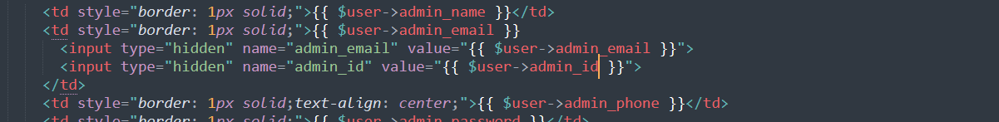 <td style="border: 1px solid;">{{ $user->admin_name }}</td>
<td style="border: 1px solid;">{{ $user->admin_email }}
<input type="hidden" name="admin_email" value="{{ $user->admin_email }}">
<input type="hidden" name="admin_id" value="{{ $user->admin_id }}">
</td>
<td style="border: 1px solid;text-align: center;">{{ $user->admin_phone }}</td>
<td style="border: 1px solid;">{{ $user->admin_password }}</td>